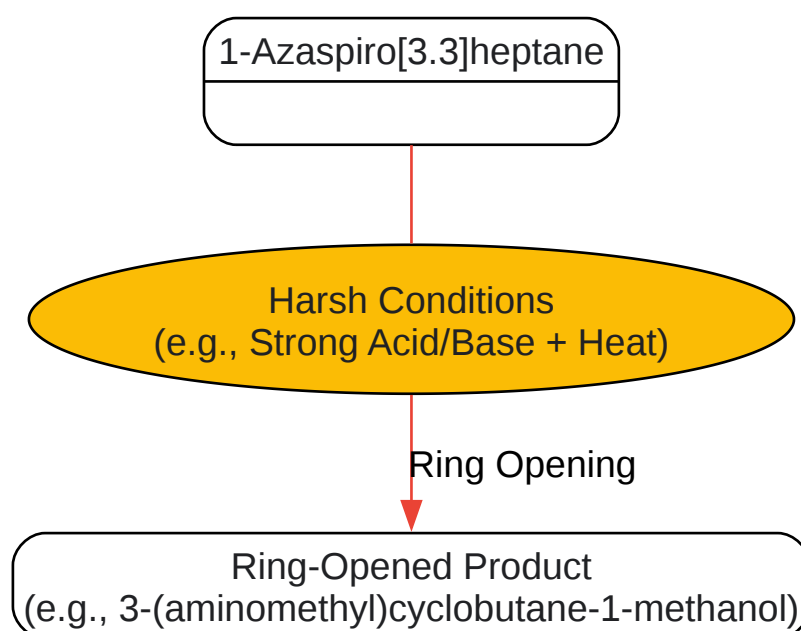 1-Azaspiro[3.3]heptane
Harsh Conditions
(e.g., Strong Acid/Base + Heat)
Ring Opening
Ring-Opened Product
(e.g., 3-(aminomethyl)cyclobutane-1-methanol)